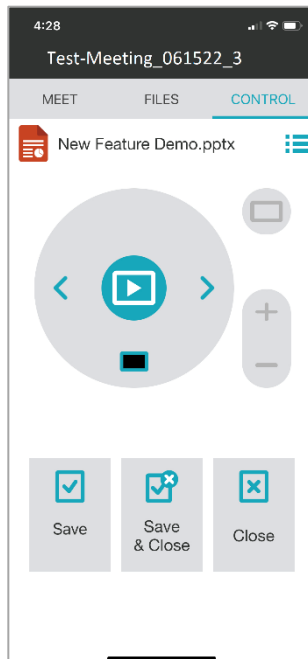 4:28
Test-Meeting_061522_3
MEET FILES CONTROL
New Feature Demo.pptx
Save
Save
& Close
Close